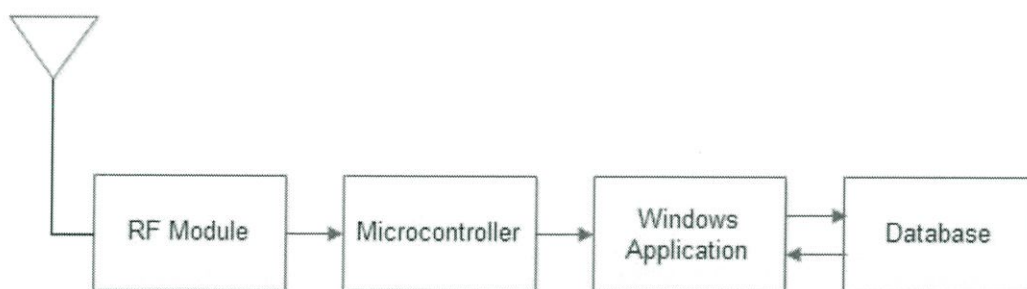 RF Module
Microcontroller
Windows
Application
Database